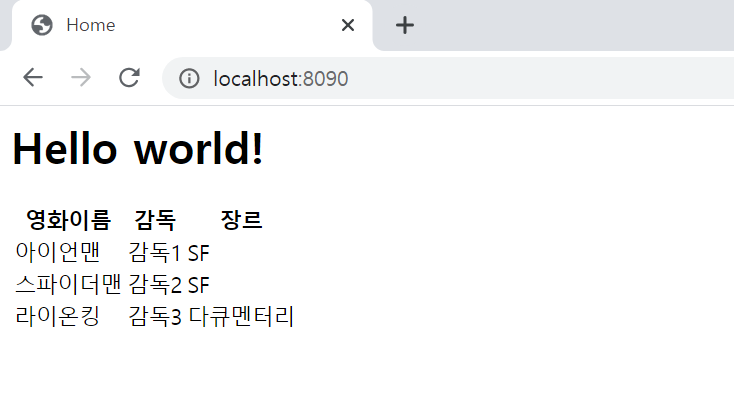 Home
localhost:8090
Hello world!
영화이름 감독 장르
아이언맨 감독1 SF
스파이더맨 감독2 SF
라이온킹 감독3 다큐멘터리